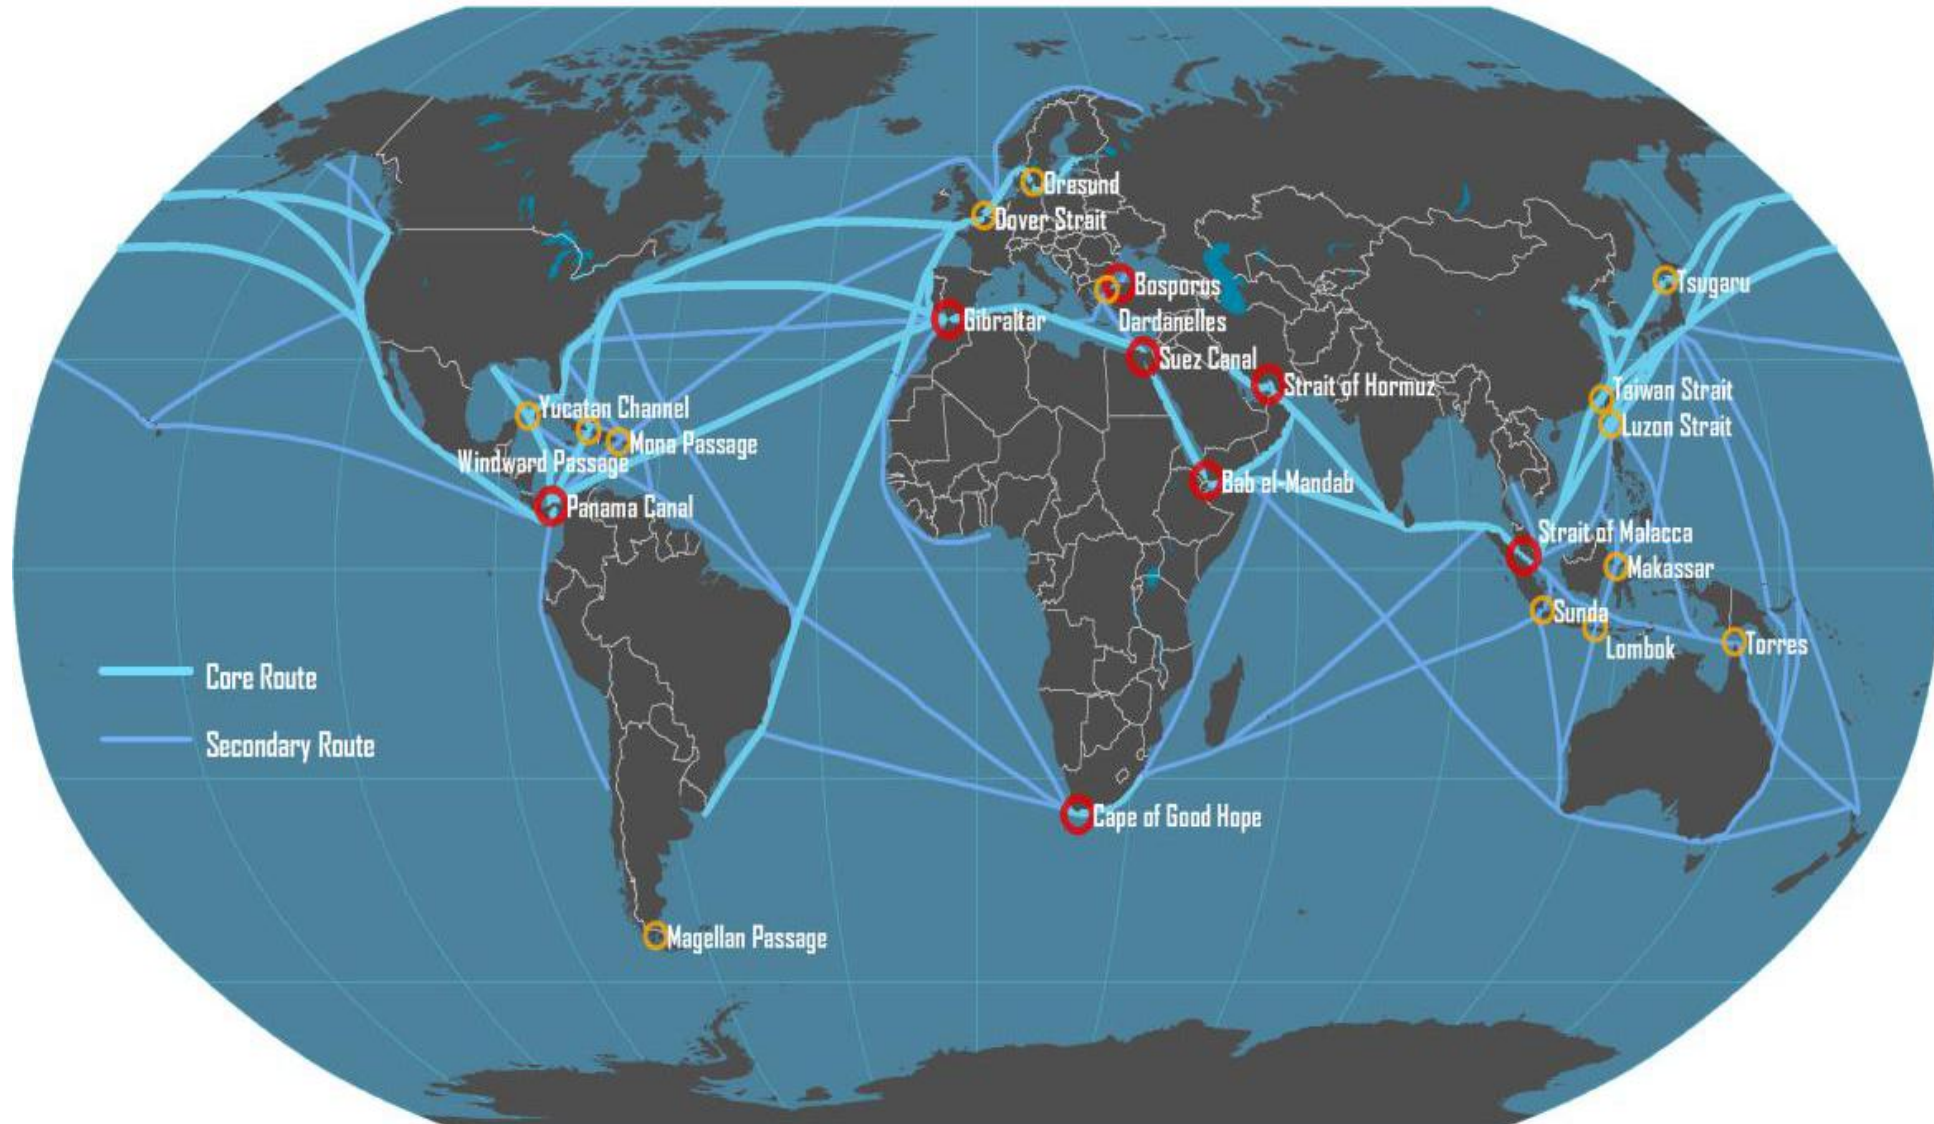 Oresund
Dover Strait
Bosporos
Tsugaru
Gibraltar
Dardanelles
Suez Canal
Strait of Hormuz
Taiwan Strait
Yucatan Channel
Luzon Strait
Mona Passage
Windward Passage
Bab el-Mandab
Panama Canal
Strait of Malacca
Makassar
Sunda
Torres
Lombok
Core Route
Secondary Route
Cape of Good Hope
Magellan Passage